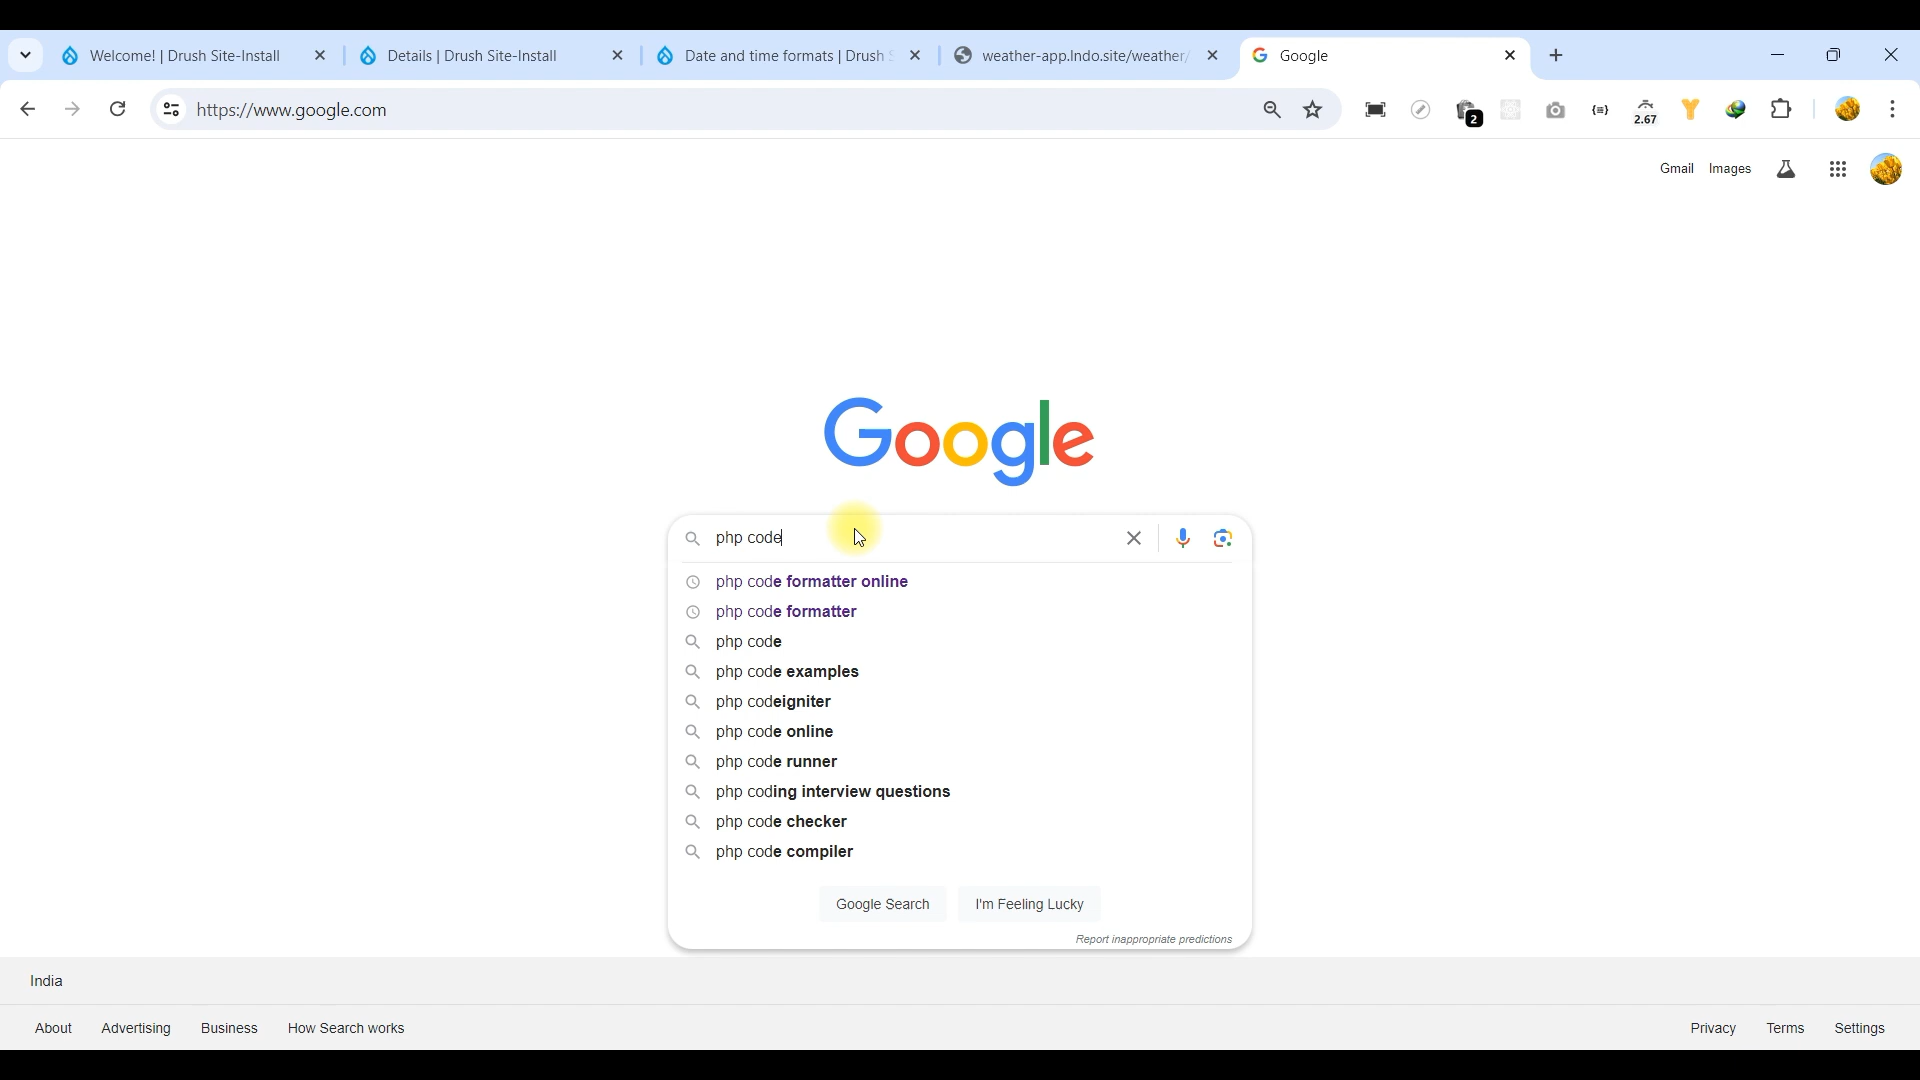 Welcome! | Drush Site-Install
Details | Drush Site-Install
Date and time formats | Drush S
weather-app.lndo.site/weather/
Google
https://www.google.com
2
2.67
Gmail
Images
Google
php code
php code formatter online
php code formatter
php code
php code examples
php codeigniter
php code online
php code runner
php coding interview questions
php code checker
php code compiler
Google Search
I'm Feeling Lucky
Report inappropriate predictions
India
About
Advertising
Business
How Search works
Privacy
Terms
Settings